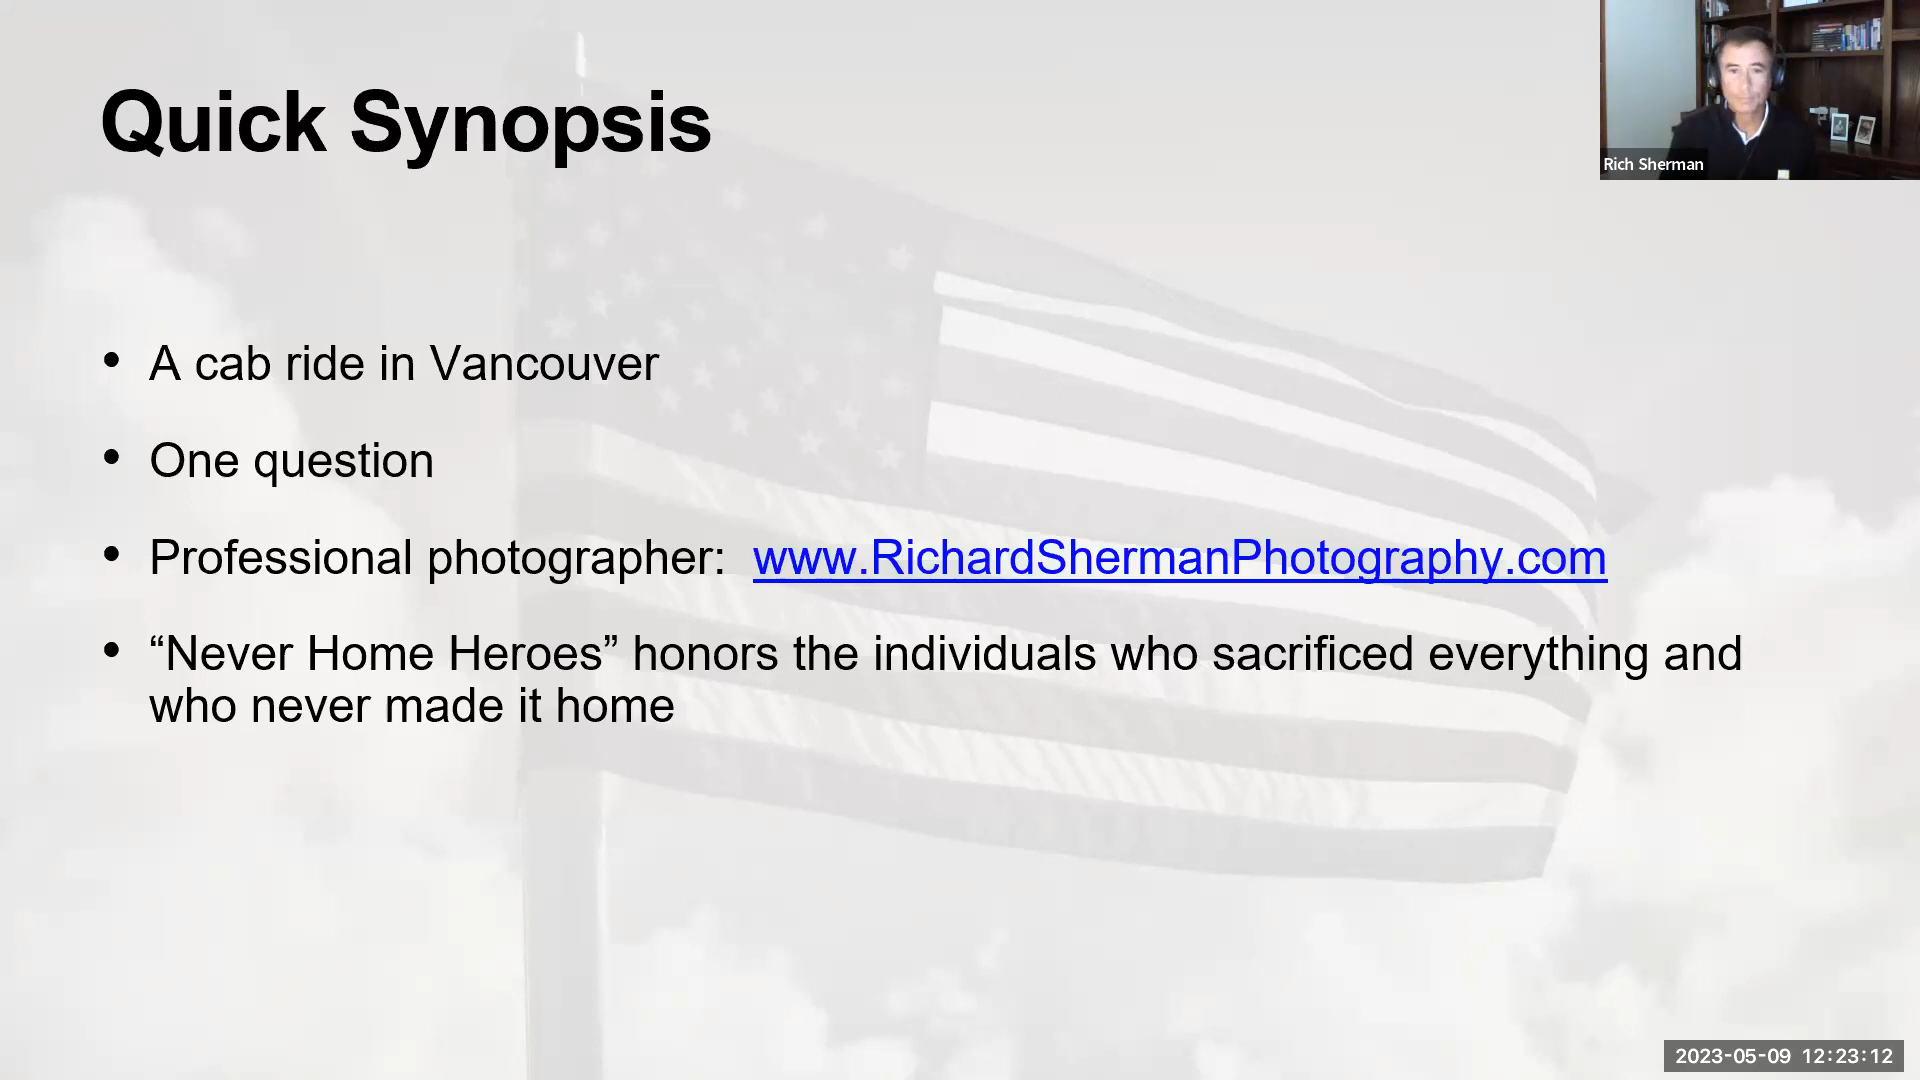 Quick Synopsis
Rich Sherman
• A cab ride in Vancouver
• One question
• Professional photographer:  www.RichardShermanPhotography.com
• “Never Home Heroes” honors the individuals who sacrificed everything and
who never made it home
2023-05-09 12:23:12